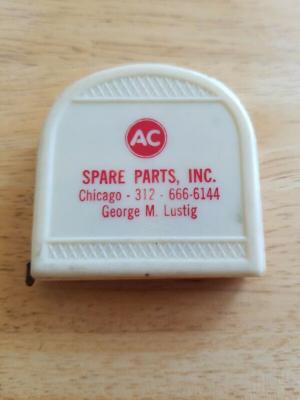 AC
SPARE PARTS, INC.
Chicago - 312 - 666-6144
George M. Lustig